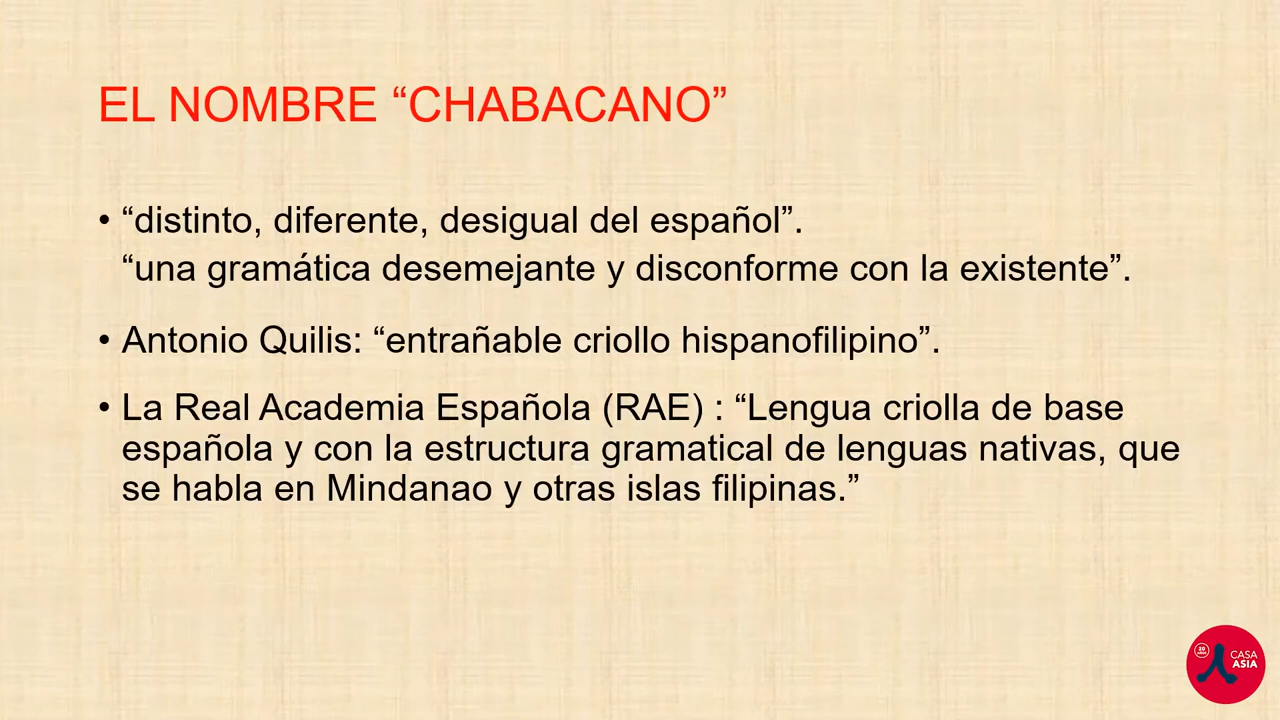 EL NOMBRE “CHABACANO”
• “distinto, diferente, desigual del español”.
“una gramática desemejante y disconforme con la existente”.
• Antonio Quilis: “entrañable criollo hispanofilipino”.
• La Real Academia Española (RAE) : “Lengua criolla de base
española y con la estructura gramatical de lenguas nativas, que
se habla en Mindanao y otras islas filipinas.”
20
años
CASA
ASIA